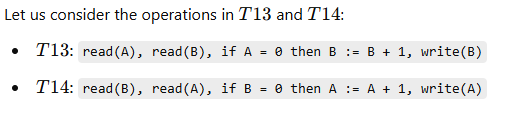 Let us consider the operations in T13 and T14:
• T13: read(A), read(B), if A = 0 then B := B + 1, write(B)
• T14: read(B), read(A), if B = 0 then A := A + 1, write(A)